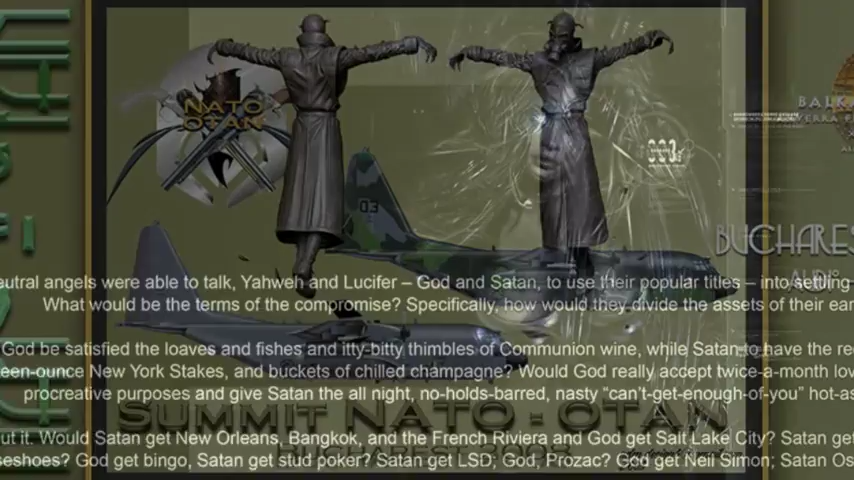 NATO
OTAN
03
BALK
BUCHARES
AUDIO
eutral angels were able to talk, Yahweh and Lucifer – God and Satan, to use their popular titles – into settling
What would be the terms of the compromise? Specifically, how would they divide the assets of their ear
God be satisfied the loaves and fishes and itty-bitty thimbles of Communion wine, while Satan to have the re
een-ounce New York Stakes, and buckets of chilled champagne? Would God really accept twice-a-month lov
procreative purposes and give Satan the all night, no-holds-barred, nasty “can’t-get-enough-of-you” hot-as
SUMMIT NATO - OTAN
ut it. Would Satan get New Orleans, Bangkok, and the French Riviera and God get Salt Lake City? Satan get
BUCHAREST 2008
seshoes? God get bingo, Satan get stud poker? Satan get LSD; God, Prozac? God get Neil Simon; Satan Os